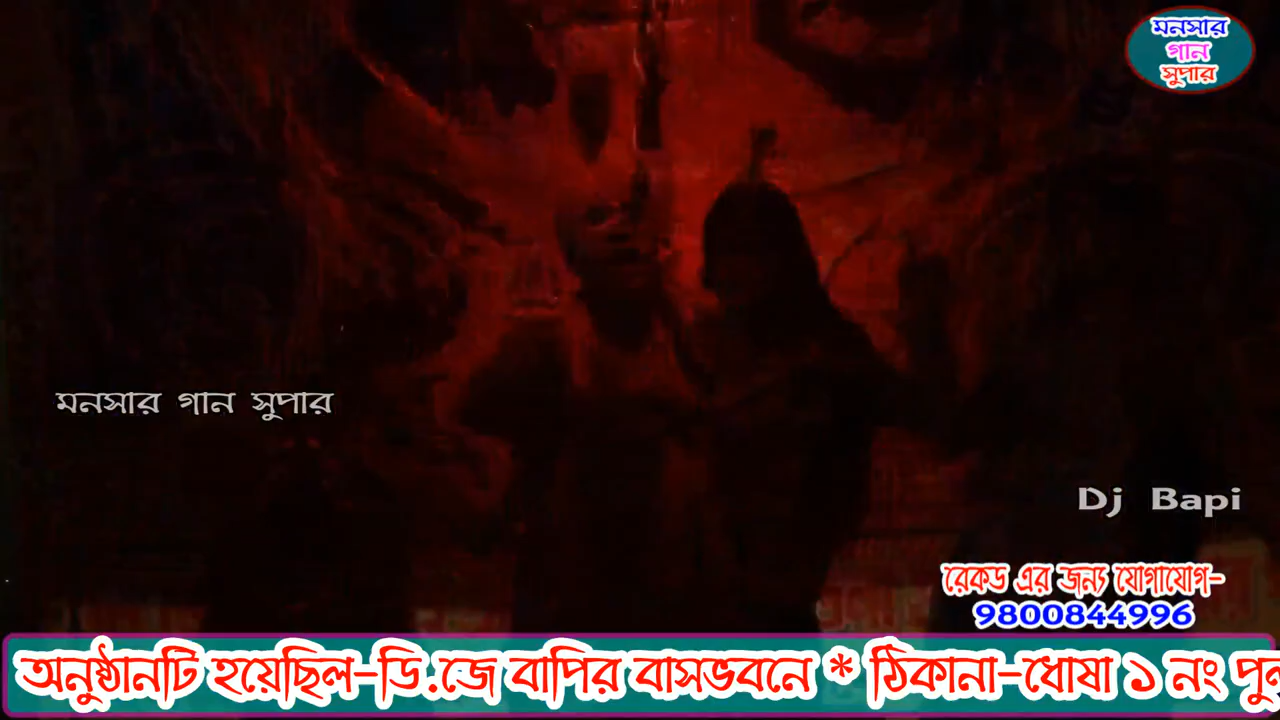 মনসার
গান
সুপার
মনসার গান সুপার
Dj Bapi
রেকড এর জন্য যোগাযোগ-
9800844996
অনুষ্ঠানটি হয়েছিল-ডি.জে বাপির বাসভবনে * ঠিকানা-ধোষা ১ নং